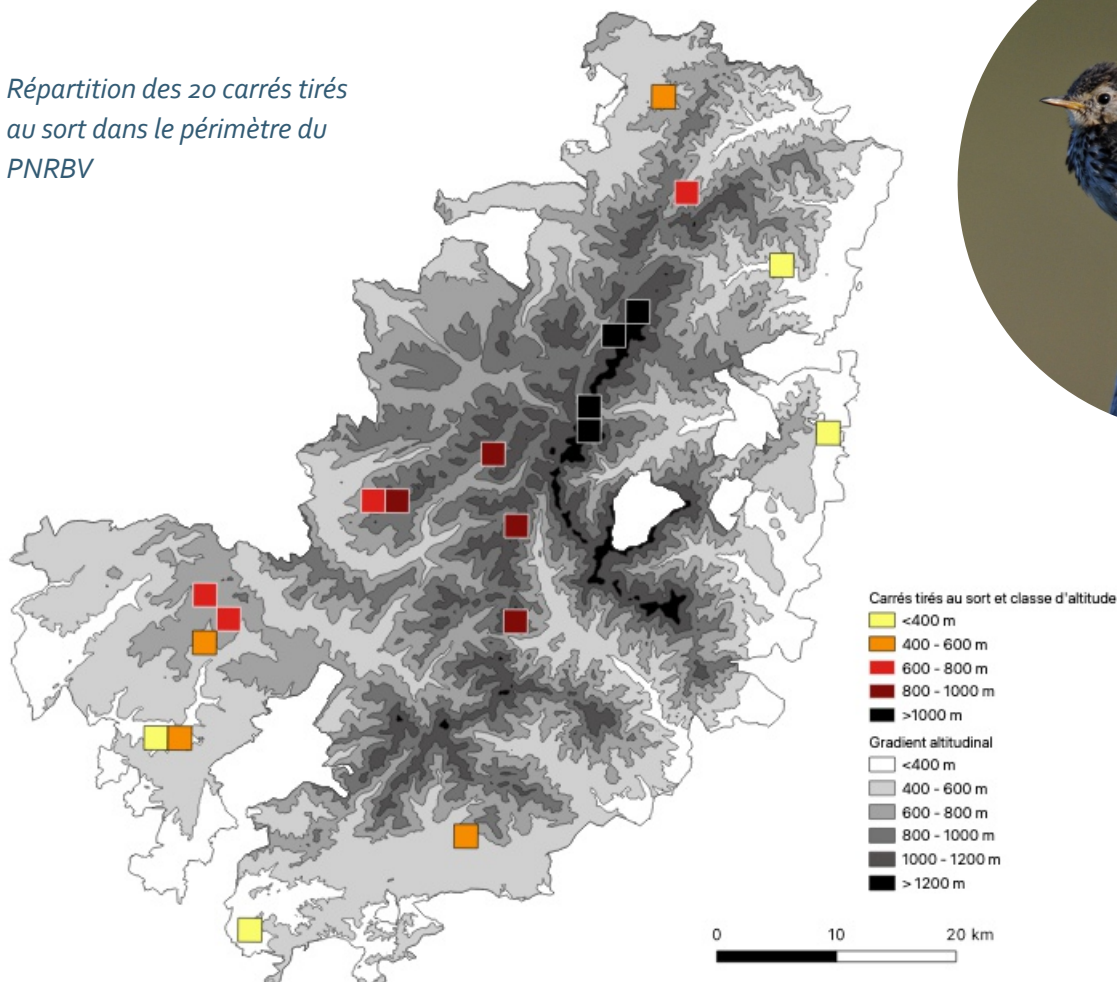 Répartition des 20 carrés tirés
au sort dans le périmètre du
PNRBV
Carrés tirés au sort et classe d'altitude
<400 m
400 - 600 m
600 - 800 m
800 - 1000 m
>1000 m
Gradient altitudinal
<400 m
400 - 600 m
600 - 800 m
800 - 1000 m
1000 - 1200 m
> 1200 m
0 10 20 km